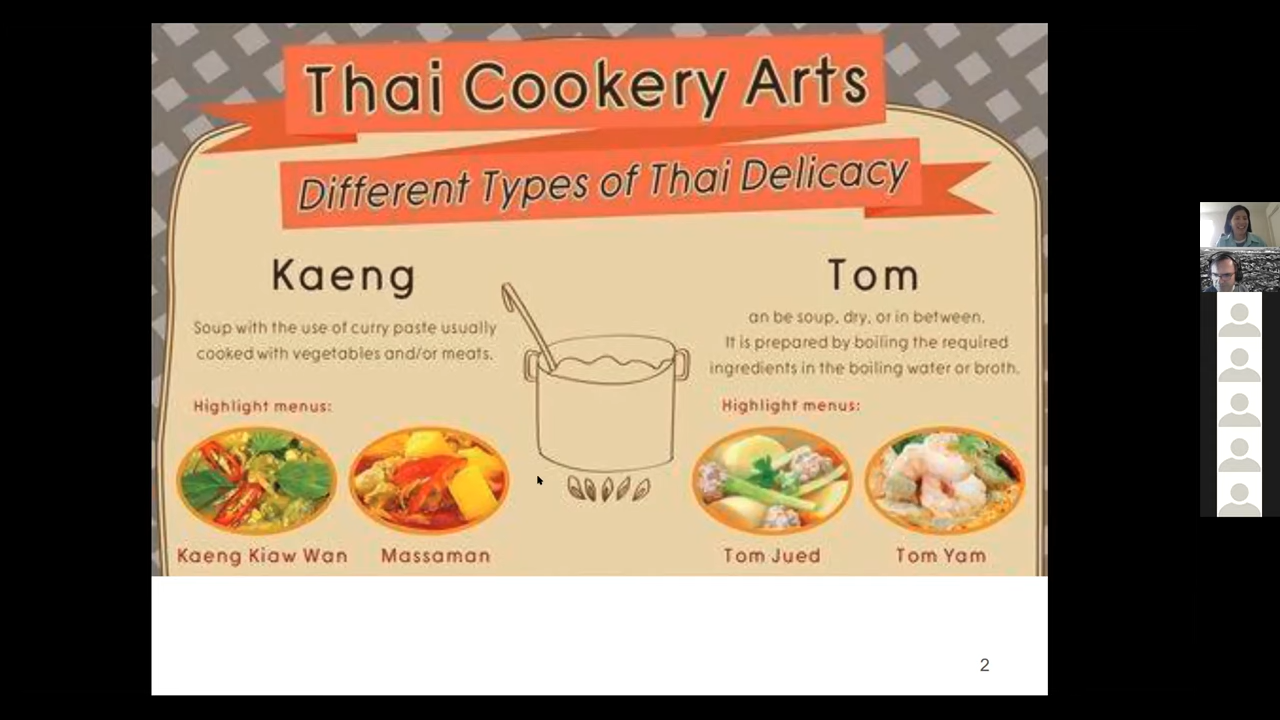 Thai Cookery Arts
Different Types of Thai Delicacy
Kaeng
Soup with the use of curry paste usually
cooked with vegetables and/or meats.
Highlight menus:
Kaeng Kiaw Wan
Massaman
Tom
an be soup, dry, or in between.
It is prepared by boiling the required
ingredients in the boiling water or broth.
Highlight menus:
Tom Jued
Tom Yam
2